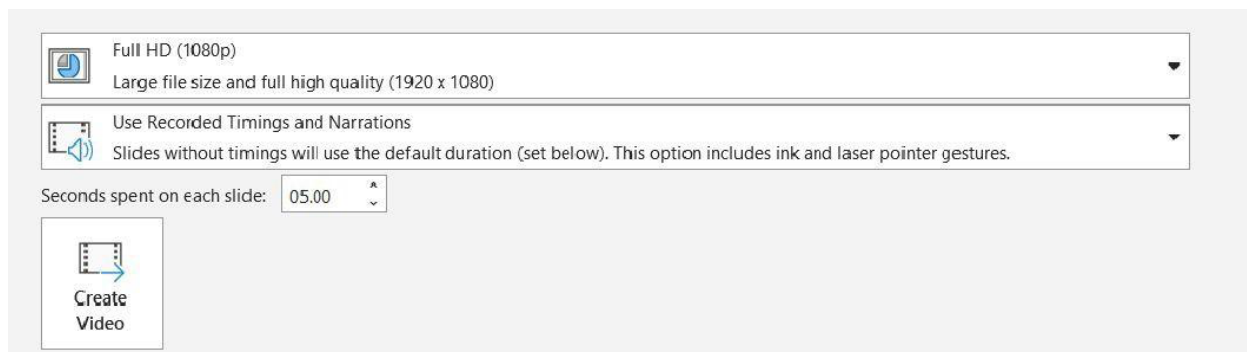 Full HD (1080p)
Large file size and full high quality (1920 x 1080)
Use Recorded Timings and Narrations
Slides without timings will use the default duration (set below). This option includes ink and laser pointer gestures.
Seconds spent on each slide: 05.00
Create
Video